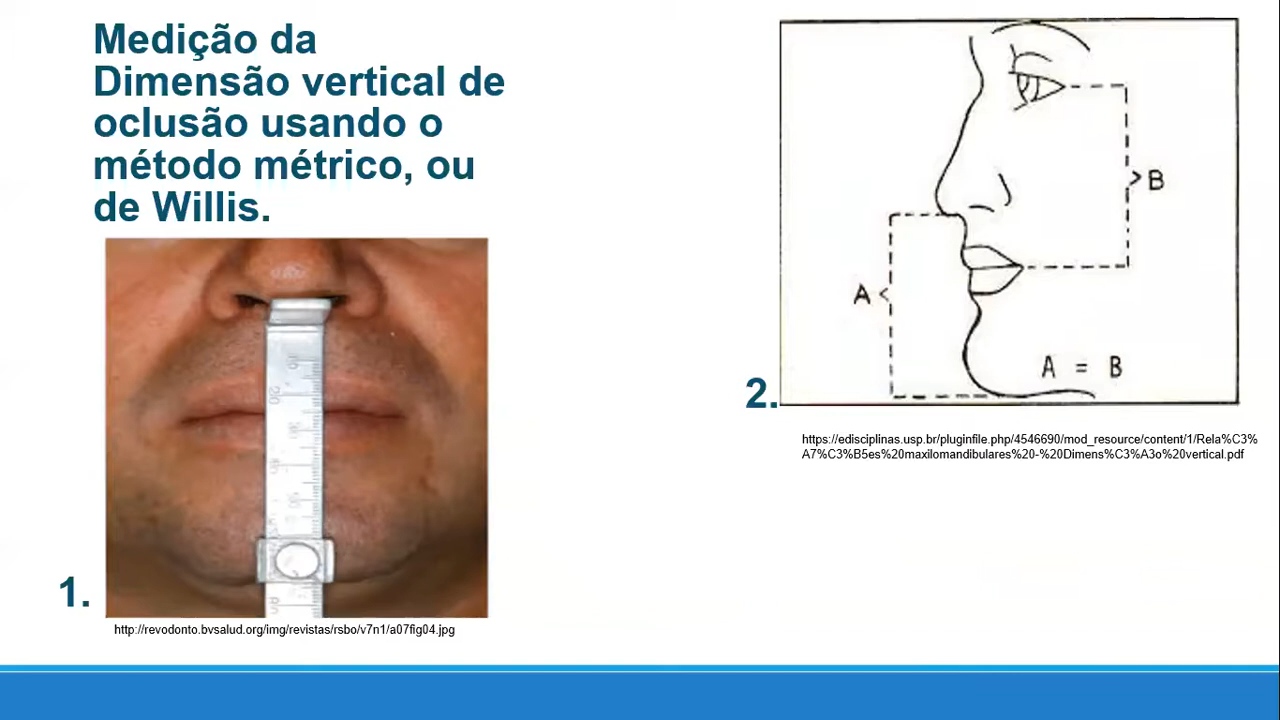 Medição da
Dimensão vertical de
oclusão usando o
método métrico, ou
de Willis.
1.
http://revodonto.bvsalud.org/img/revistas/rsbo/v7n1/a07fig04.jpg
B
A
A = B
2.
https://edisciplinas.usp.br/pluginfile.php/4546690/mod_resource/content/1/Rela%C3%
A7%C3%B5es%20maxilomandibulares%20-%20Dimens%C3%A3o%20vertical.pdf